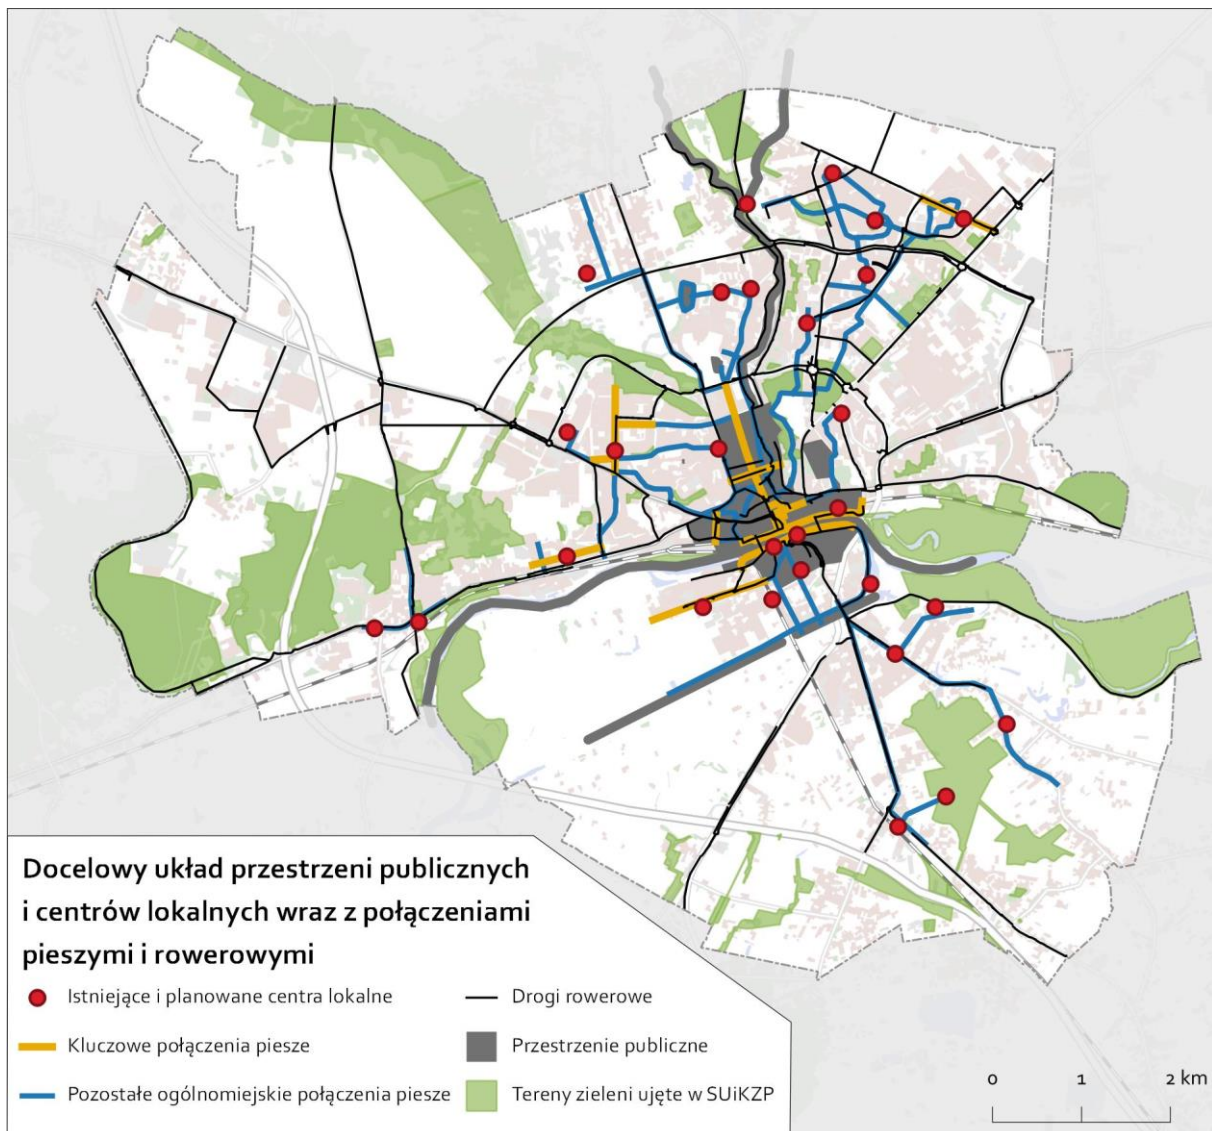 Docelowy układ przestrzeni publicznych
i centrów lokalnych wraz z połączeniami
pieszymi i rowerowymi
Istniejące i planowane centra lokalne
Kluczowe połączenia piesze
Pozostałe ogólnomiejskie połączenia piesze
Drogi rowerowe
Przestrzenie publiczne
Tereny zieleni ujęte w SUiKZP
0 1 2 km